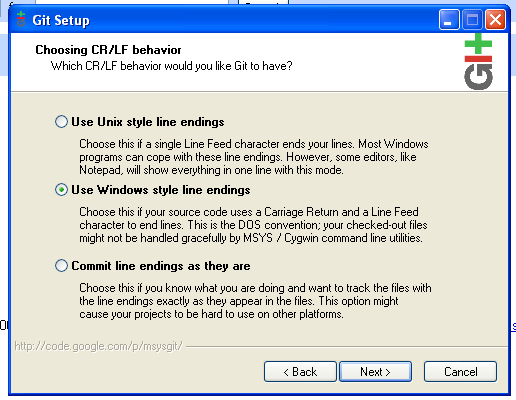 Git Setup
Choosing CR/LF behavior
Which CR/LF behavior would you like Git to have?
Git
Use Unix style line endings
Choose this if a single Line Feed character ends your lines. Most Windows
programs can cope with these line endings. However, some editors, like
Notepad, will show everything in one line with this mode.
Use Windows style line endings
Choose this if your source code uses a Carriage Return and a Line Feed
character to end lines. This is the DOS convention; your checked-out files
might not be handled gracefully by MSYS / Cygwin command line utilities.
Commit line endings as they are
Choose this if you know what you are doing and want to track the files with
the line endings exactly as they appear in the files. This option might
cause your projects to be hard to use on other platforms.
http://code.google.com/p/msysgit/
< Back
Next >
Cancel